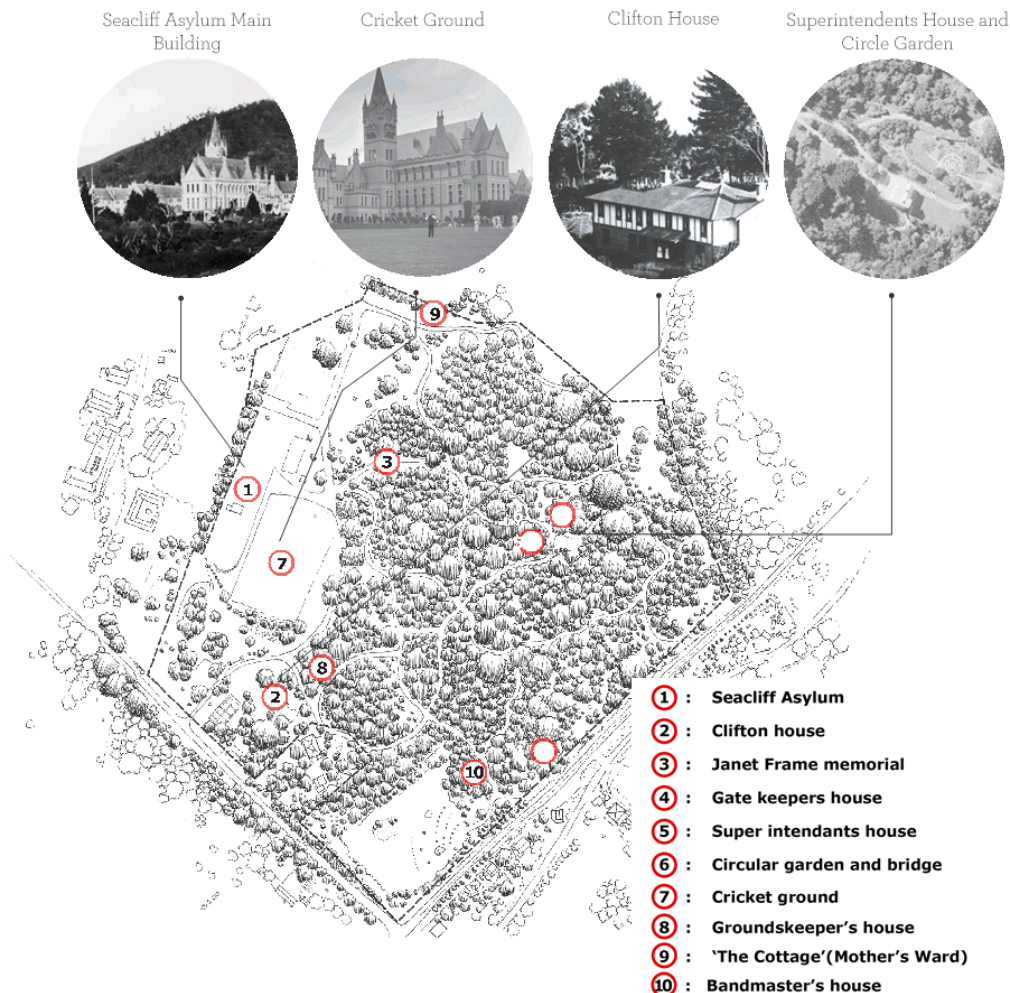 Seacliff Asylum Main
Building
Cricket Ground
Clifton House
Superintendents House and
Circle Garden
9
3
1
7
8
2
10
1 : Seacliff Asylum
2 : Clifton house
3 : Janet Frame memorial
4 : Gate keepers house
5 : Super intendants house
6 : Circular garden and bridge
7 : Cricket ground
8 : Groundskeeper's house
9 : ‘The Cottage'(Mother's Ward)
10 : Bandmaster's house